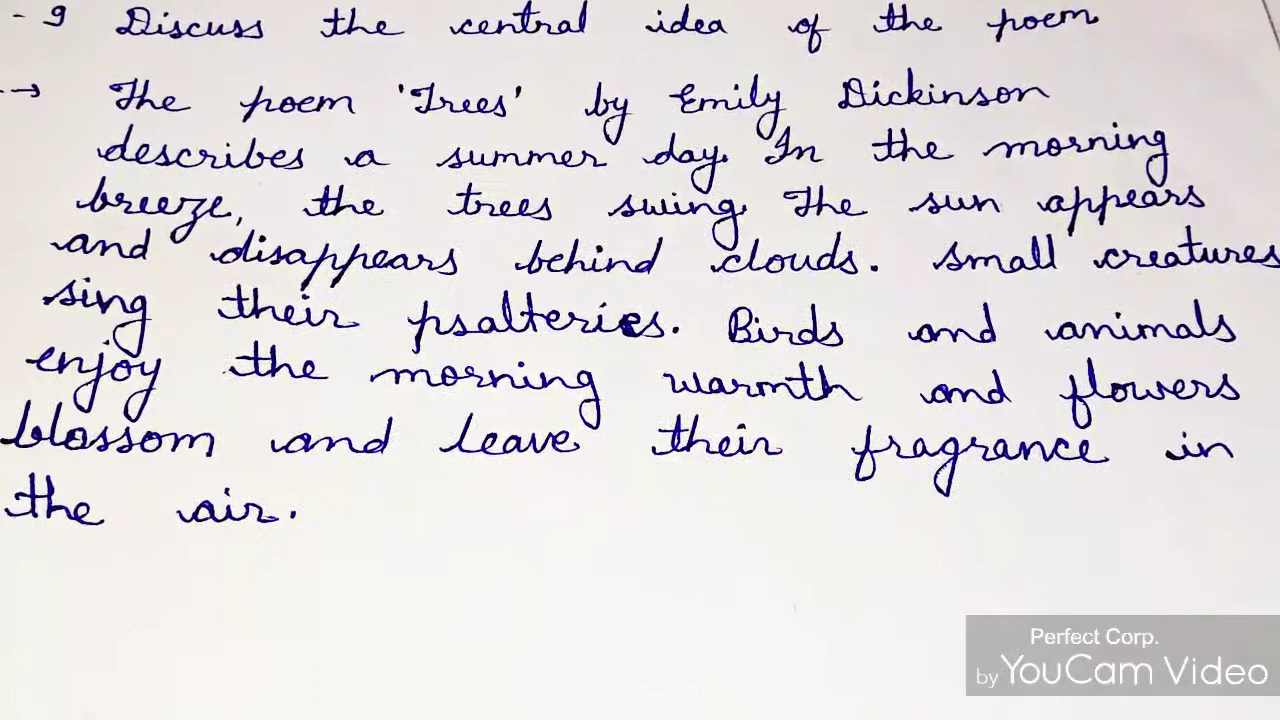 - 9 Discuss the central idea of the poem
→ The poem 'Trees' by Emily Dickinson
describes a summer day. In the morning
breeze, the trees swing. The sun appears
and disappears behind clouds. Small creatures
sing their psalteries. Birds and animals
enjoy the morning warmth and flowers
blossom and leave their fragrance in
the air.
Perfect Corp.
by YouCam Video